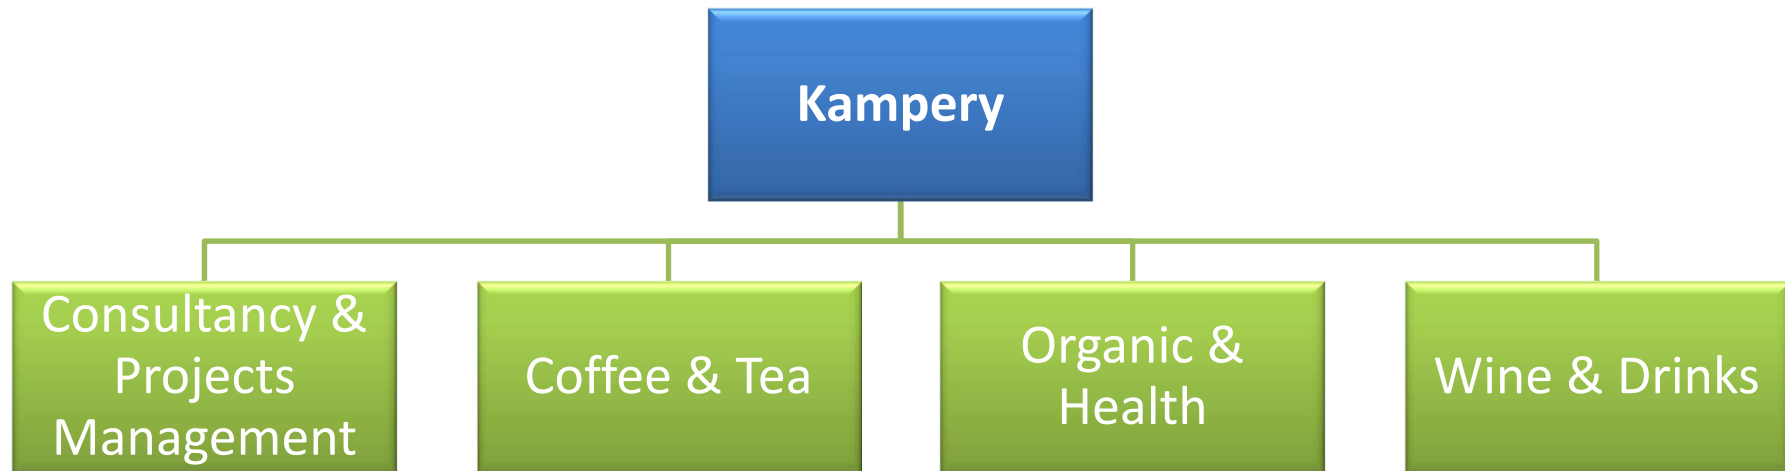 Kampery
Consultancy &
Projects
Management
Coffee & Tea
Organic &
Health
Wine & Drinks